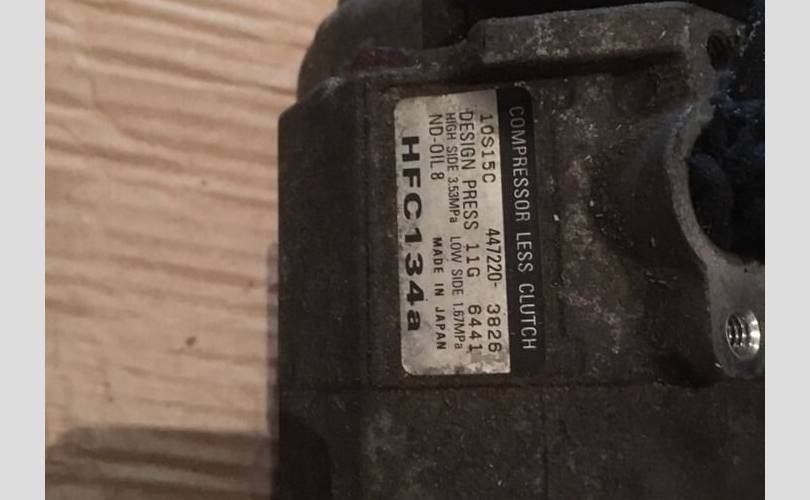 COMPRESSOR LESS CLUTCH
10S15C 447220- 3826
DESIGN PRESS 11G 6441
HIGH SIDE 3.53MPa LOW SIDE 1.67MPa
ND-OIL 8 MADE IN JAPAN
HFC134a